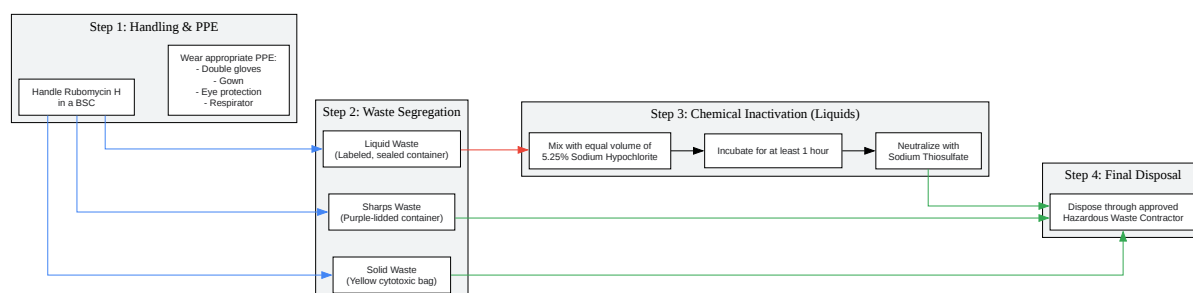 Step 1: Handling & PPE
Handle Rubomycin H
in a BSC
Wear appropriate PPE:
- Double gloves
- Gown
- Eye protection
- Respirator
Step 2: Waste Segregation
Liquid Waste
(Labeled, sealed container)
Sharps Waste
(Purple-lidded container)
Solid Waste
(Yellow cytotoxic bag)
Step 3: Chemical Inactivation (Liquids)
Mix with equal volume of
5.25% Sodium Hypochlorite
Incubate for at least 1 hour
Neutralize with
Sodium Thiosulfate
Step 4: Final Disposal
Dispose through approved
Hazardous Waste Contractor